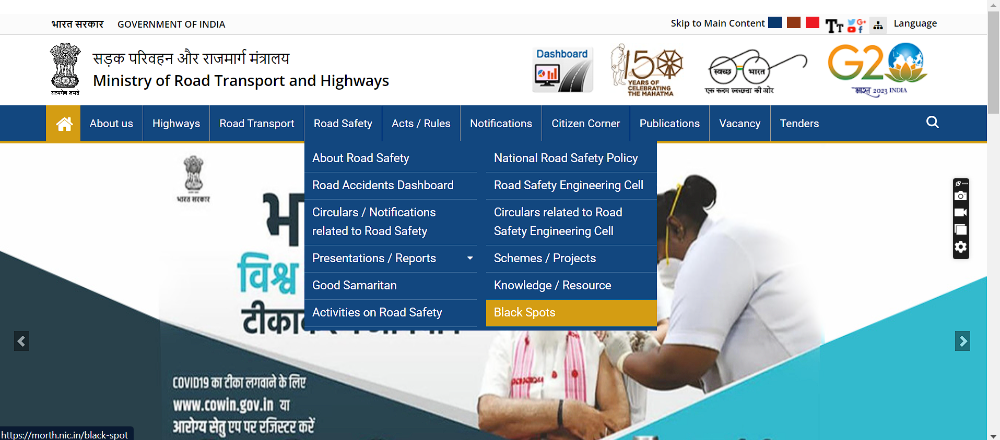 भारत सरकार GOVERNMENT OF INDIA Skip to Main Content Language
सत्यमेव जयते
सड़क परिवहन और राजमार्ग मंत्रालय
Ministry of Road Transport and Highways
Dashboard
150
YEARS OF
CELEBRATING
THE MAHATMA
स्वच्छ भारत
एक कदम स्वच्छता की ओर
G20
भारत 2023 INDIA
About us Highways Road Transport Road Safety Acts / Rules Notifications Citizen Corner Publications Vacancy Tenders
About Road Safety
Road Accidents Dashboard
Circulars / Notifications
related to Road Safety
Presentations / Reports
Good Samaritan
Activities on Road Safety
National Road Safety Policy
Road Safety Engineering Cell
Circulars related to Road
Safety Engineering Cell
Schemes / Projects
Knowledge / Resource
Black Spots
भारत सरकार
विश्व
COVID19 का टीका लगवाने के लिए
www.cowin.gov.in या
आरोग्य सेतु एप पर रजिस्टर करें
https://morth.nic.in/black-spot